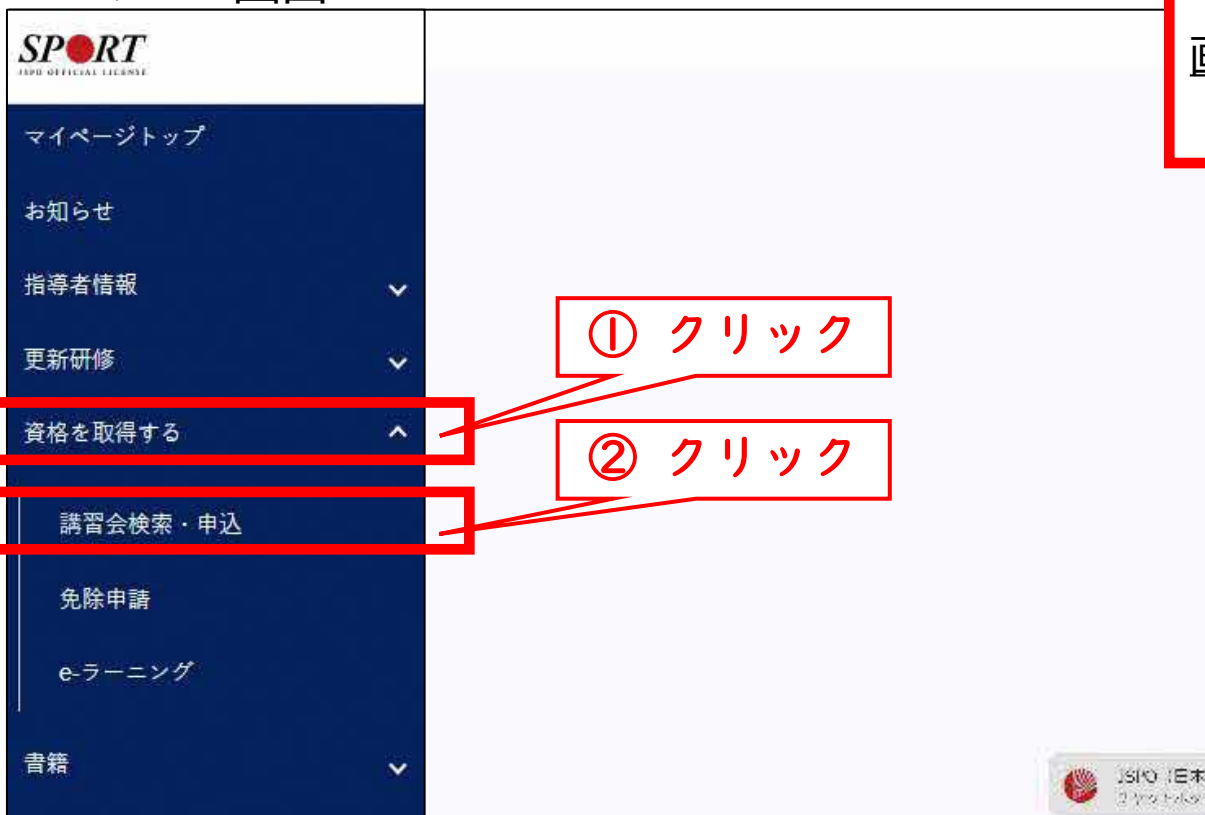 SPORT
JSPO OFFICIAL LICENSE
マイページトップ
お知らせ
指導者情報
更新研修
① クリック
資格を取得する
② クリック
講習会検索・申込
免除申請
e-ラーニング
書籍
JSPO（日本